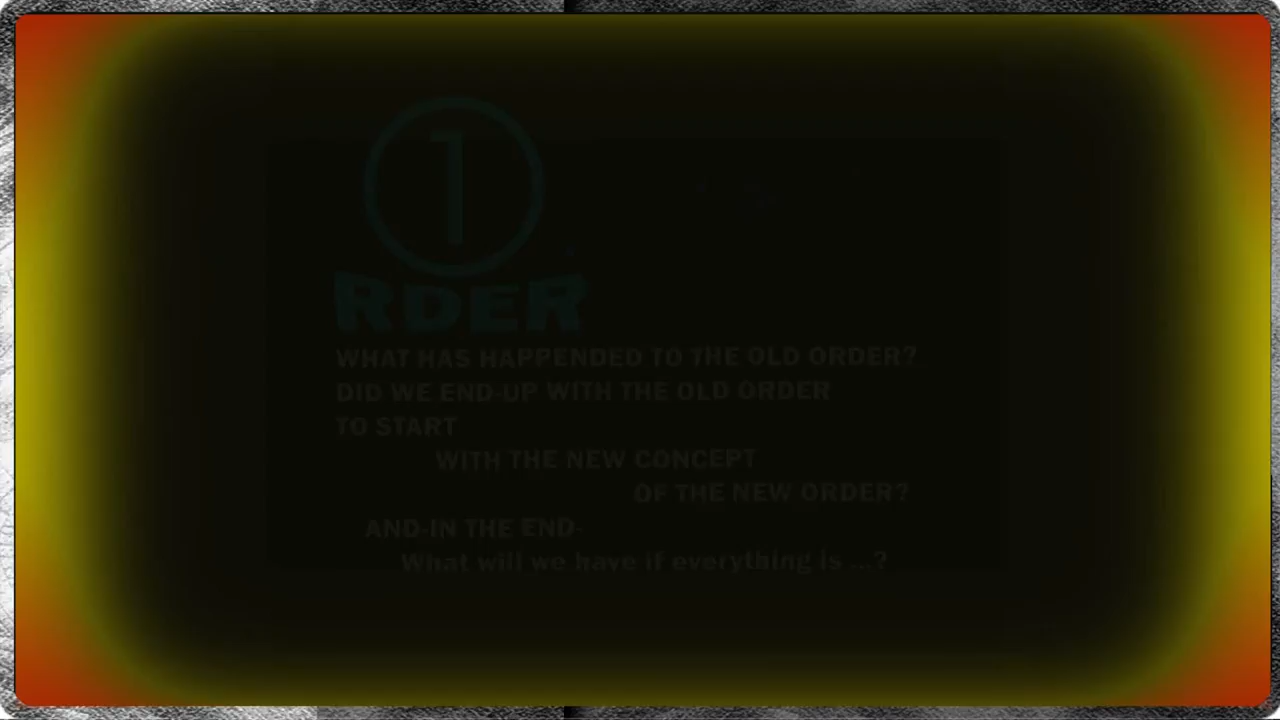 1
RDER
WHAT HAS HAPPENED TO THE OLD ORDER?
DID WE END-UP WITH THE OLD ORDER
TO START
WITH THE NEW CONCEPT
OF THE NEW ORDER?
AND-IN THE END-
What will we have if everything is ...?